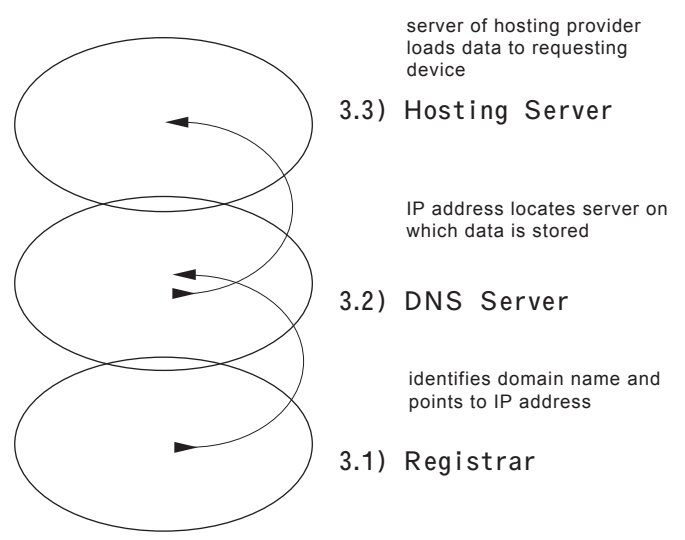 server of hosting provider
loads data to requesting
device
3.3) Hosting Server
IP address locates server on
which data is stored
3.2) DNS Server
identifies domain name and
points to IP address
3.1) Registrar